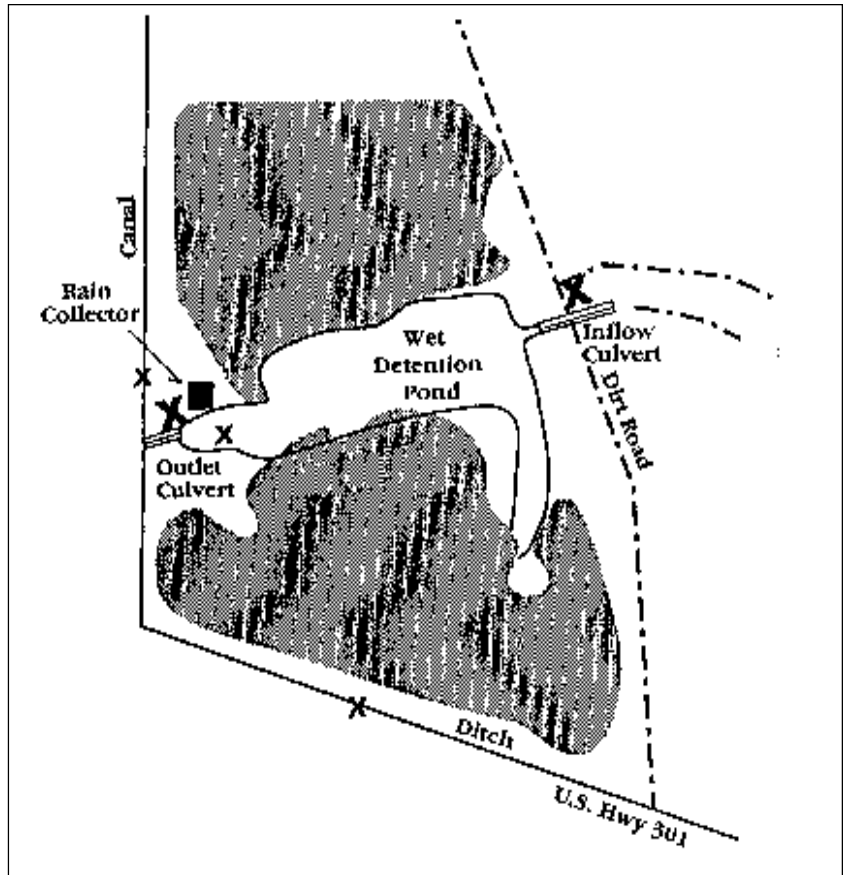 Canal
Rain
Collector
Wet
Detention
Pond
Inflow
Culvert
Dirt Road
X
X
X
X
Outlet
Culvert
X
Ditch
U.S. Hwy 301